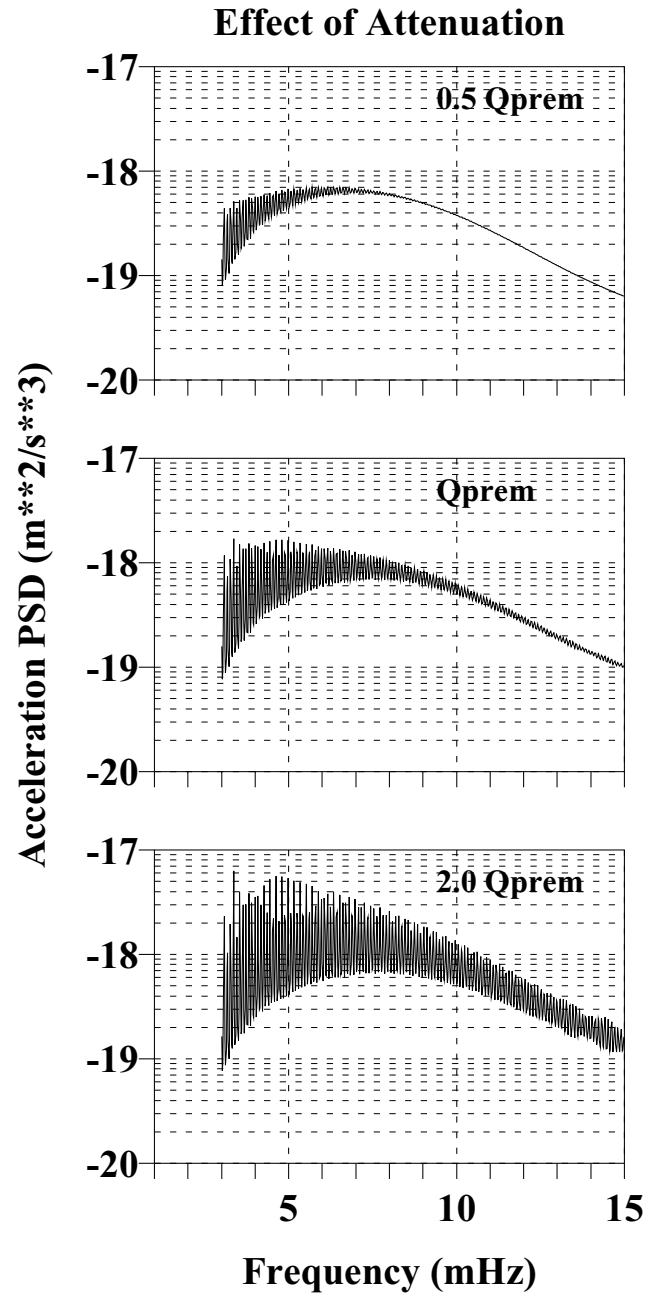 Effect of Attenuation
-17
0.5 Qprem
-18
-19
-20
-17
Qprem
-18
-19
-20
-17
2.0 Qprem
-18
-19
-20
5 10 15
Frequency (mHz)
Acceleration PSD (m**2/s**3)